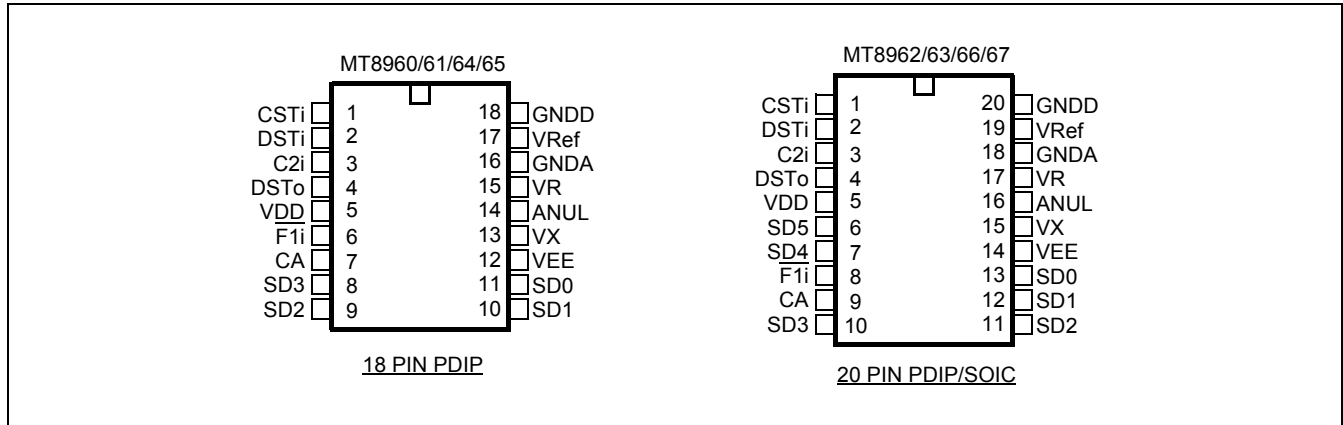 MT8960/61/64/65
CSTi 1 18 GNDD
DSTi 2 17 VRef
C2i 3 16 GNDA
DSTo 4 15 VR
VDD 5 14 ANUL
F1i 6 13 VX
CA 7 12 VEE
SD3 8 11 SD0
SD2 9 10 SD1
18 PIN PDIP
MT8962/63/66/67
CSTi 1 20 GNDD
DSTi 2 19 VRef
C2i 3 18 GNDA
DSTo 4 17 VR
VDD 5 16 ANUL
SD5 6 15 VX
SD4 7 14 VEE
F1i 8 13 SD0
CA 9 12 SD1
SD3 10 11 SD2
20 PIN PDIP/SOIC